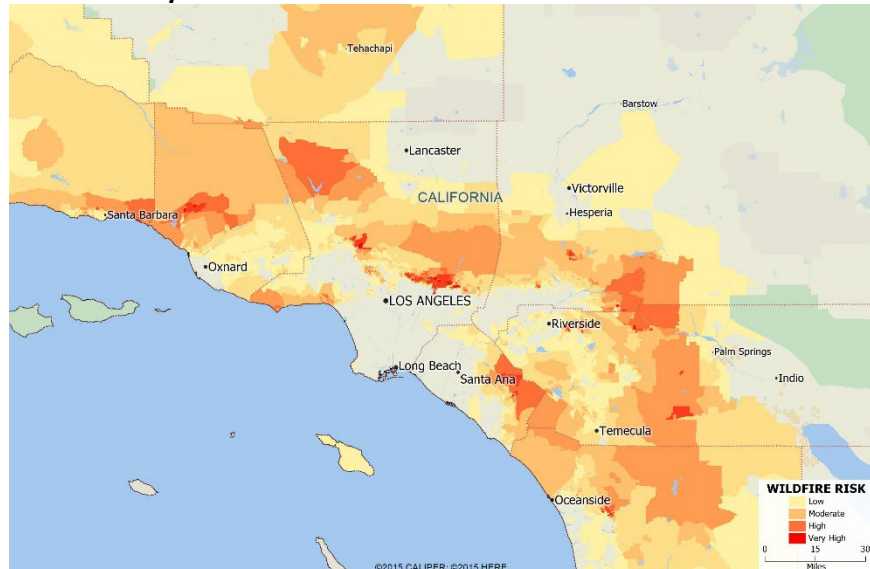 Tehachapi
Barstow
Lancaster
CALIFORNIA
Victorville
Hesperia
Santa Barbara
Oxnard
LOS ANGELES
Riverside
Palm Springs
Long Beach
Santa Ana
Indio
Temecula
Oceanside
WILDFIRE RISK
Low
Moderate
High
Very High
0 15 30
Miles
©2015 CALIPER; ©2015 HERE